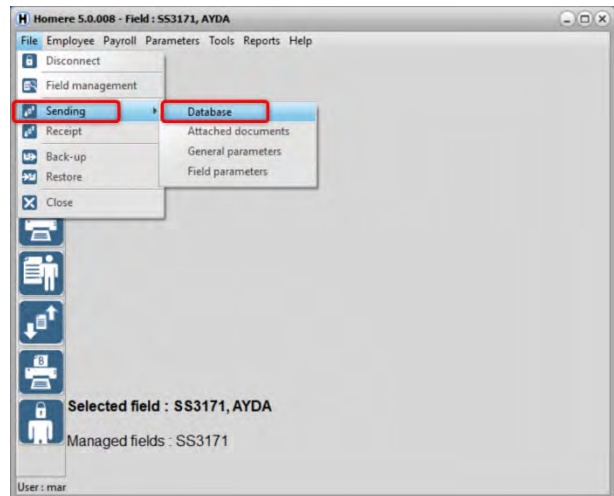 H Homere 5.0.008 - Field : SS3171, AYDA
File Employee Payroll Parameters Tools Reports Help
Disconnect
Field management
Sending
Database
Receipt
Attached documents
Back-up
General parameters
Restore
Field parameters
Close
B
Selected field : SS3171, AYDA
Managed fields : SS3171
User : mar